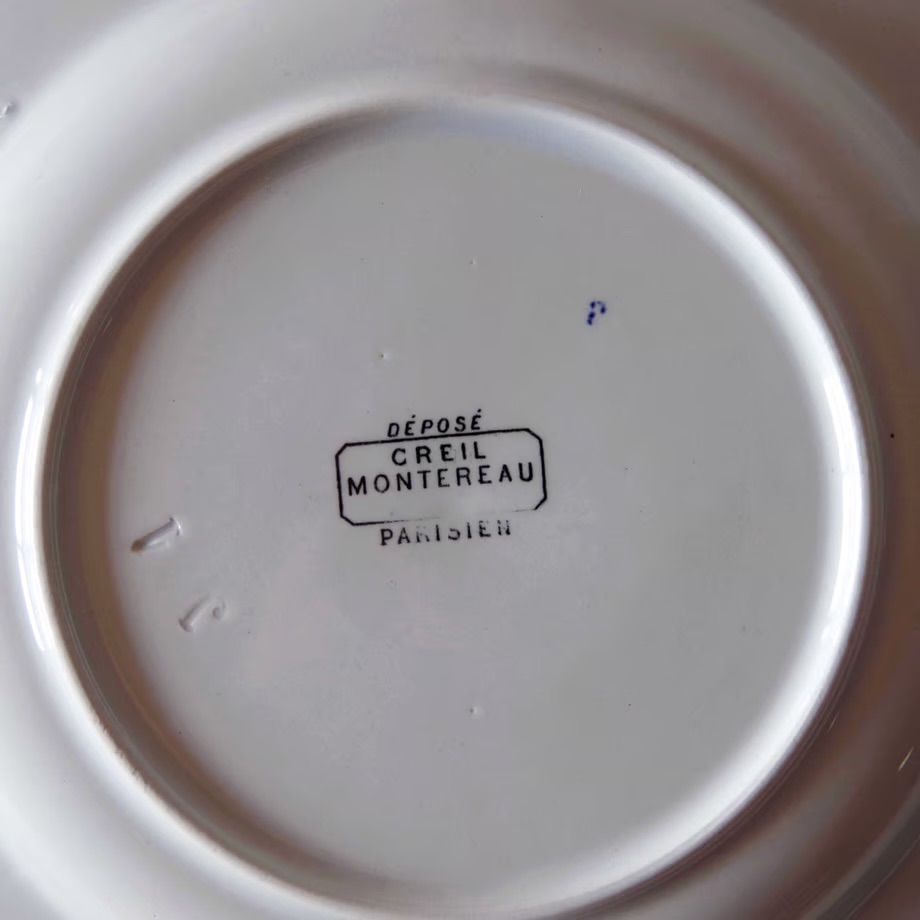 DÉPOSÉ
CREIL
MONTEREAU
PARISIEN